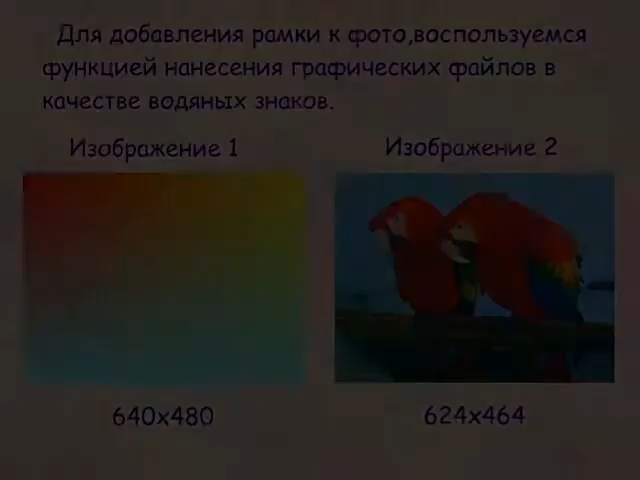 Для добавления рамки к фото,воспользуемся
функцией нанесения графических файлов в
качестве водяных знаков.
Изображение 1
Изображение 2
640x480
624x464